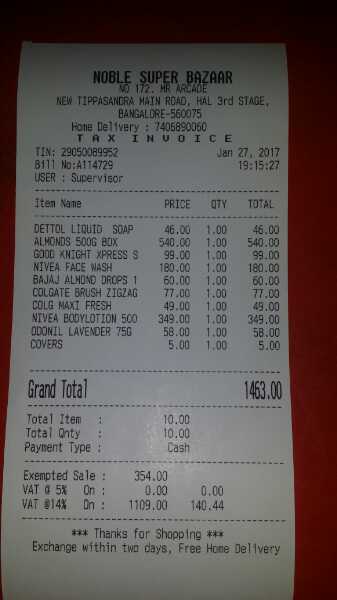 NOBLE SUPER BAZAAR
NO 172. MR ARCADE
NEW TIPPASANDRA MAIN ROAD, HAL 3rd STAGE,
BANGALORE-560075
Home Delivery : 7406890060
TAX INVOICE
TIN: 29050089952 Jan 27, 2017
Bill No:A114729 19:15:27
USER : Supervisor
Item Name PRICE QTY TOTAL
DETTOL LIQUID SOAP 46.00 1.00 46.00
ALMONDS 500G BOX 540.00 1.00 540.00
GOOD KNIGHT XPRESS S 99.00 1.00 99.00
NIVEA FACE WASH 180.00 1.00 180.00
BAJAJ ALMOND DROPS 1 60.00 1.00 60.00
COLGATE BRUSH ZIGZAG 77.00 1.00 77.00
COLG MAXI FRESH 49.00 1.00 49.00
NIVEA BODYLOTION 500 349.00 1.00 349.00
ODONIL LAVENDER 75G 58.00 1.00 58.00
COVERS 5.00 1.00 5.00
Grand Total 1463.00
Total Item : 10.00
Total Qnty : 10.00
Payment Type : Cash
Exempted Sale : 354.00
VAT @ 5% On : 0.00 0.00
VAT @14% On : 1109.00 140.44
*** Thanks for Shopping ***
Exchange within two days, Free Home Delivery